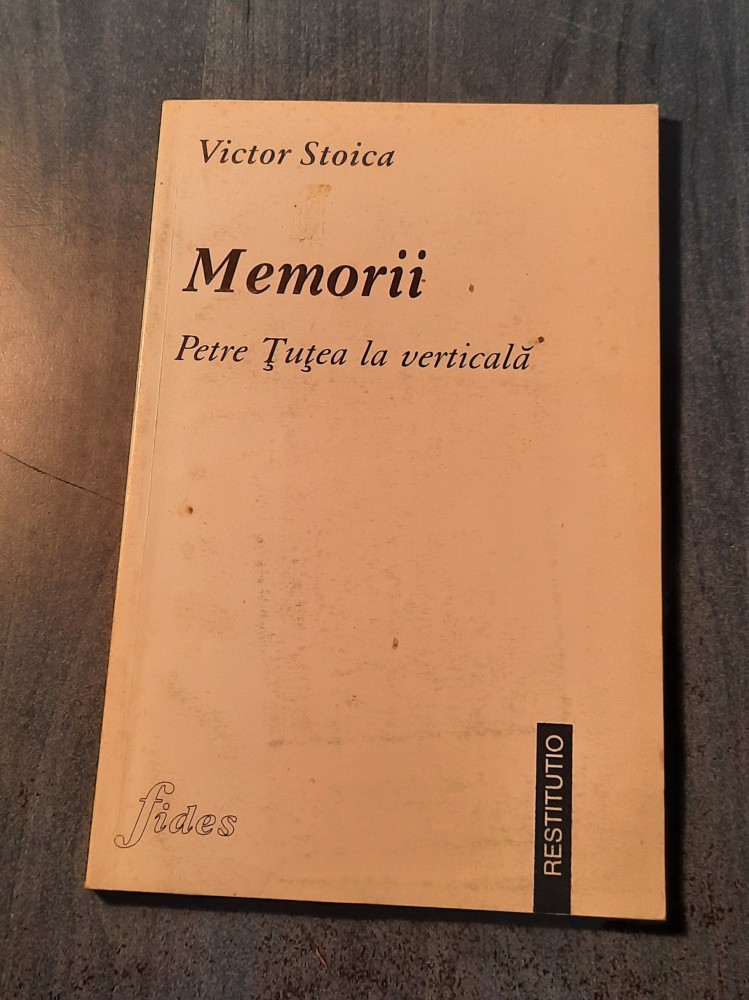 Victor Stoica
Memorii
Petre Ţuţea la verticală
fides
RESTITUTIO